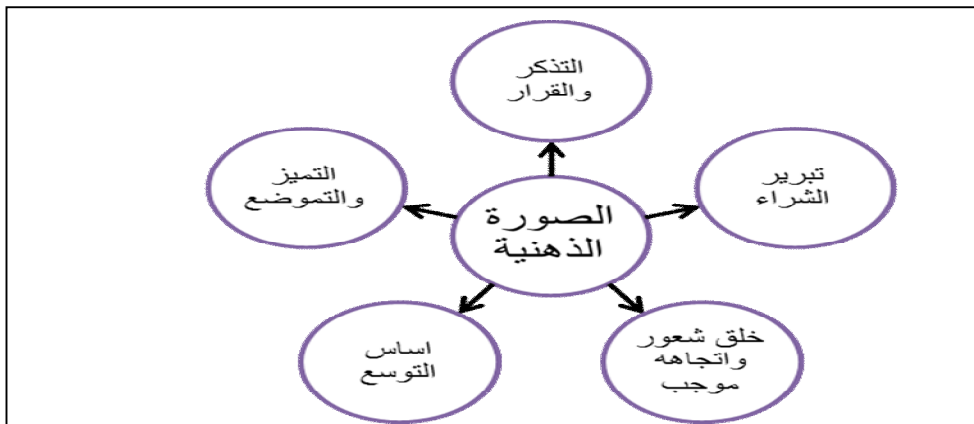 التذكر
والقرار
تبرير
الشراء
التميز
والتموضع
الصورة
الذهنية
خلق شعور
واتجاهه
موجب
اساس
التوسع